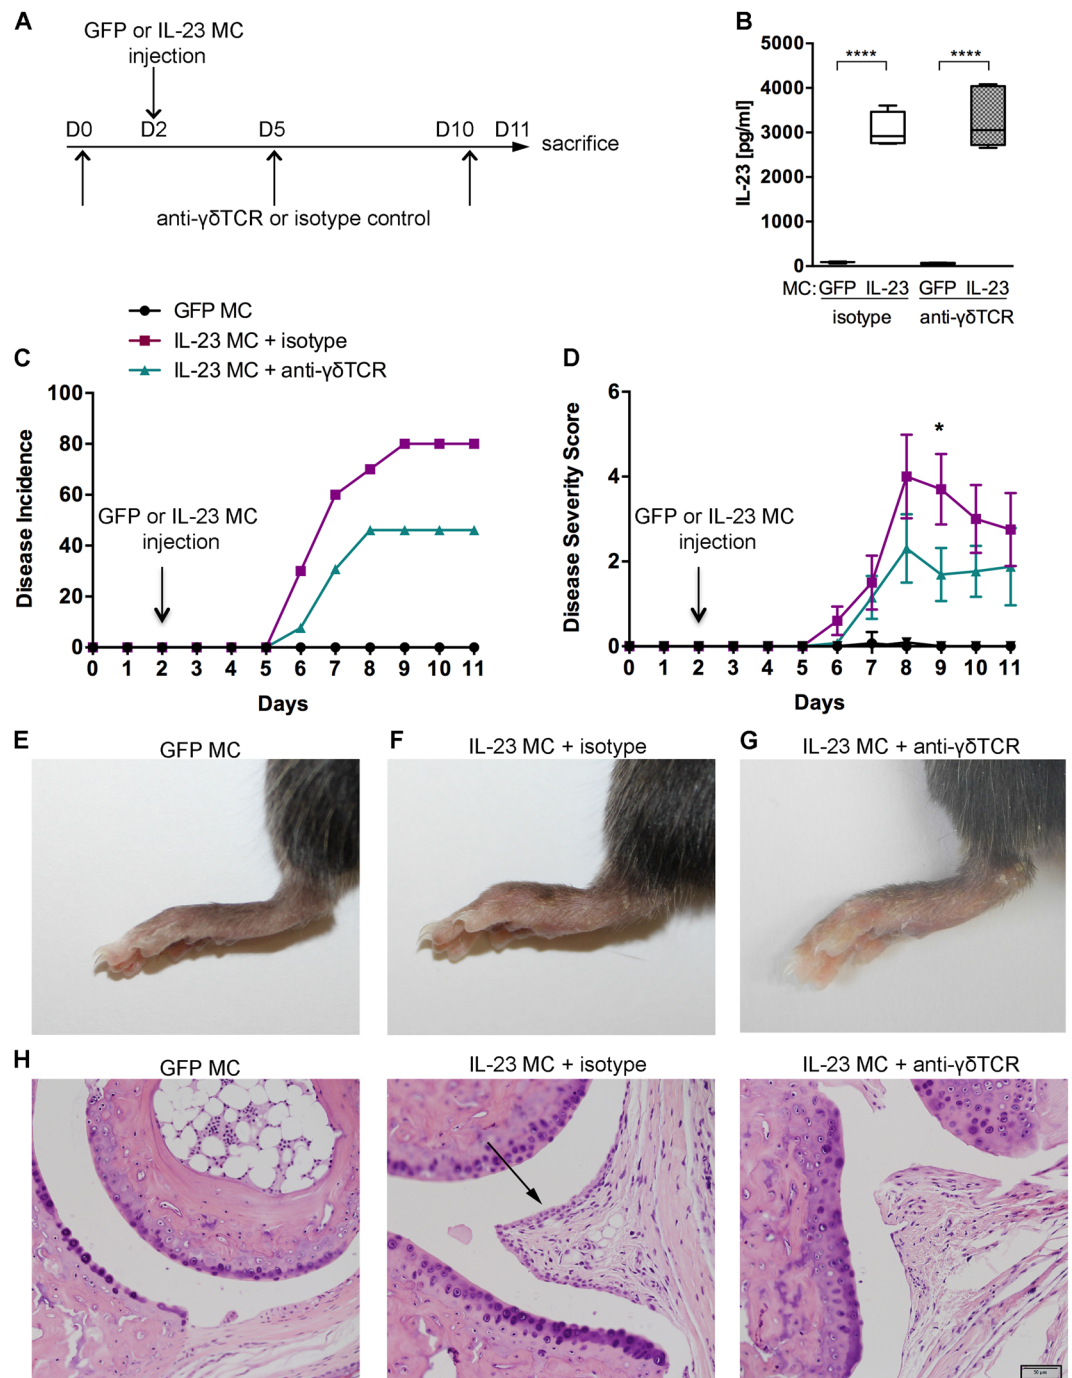 A
GFP or IL-23 MC
injection
D0 D2 D5 D10 D11
sacrifice
anti-γδTCR or isotype control
B
5000
4000
3000
2000
1000
0
IL-23 [pg/ml]
**** ****
MC: GFP IL-23 GFP IL-23
isotype anti-γδTCR
GFP MC
IL-23 MC + isotype
IL-23 MC + anti-γδTCR
C
100
80
60
40
20
0
Disease Incidence
GFP or IL-23 MC
injection
0 1 2 3 4 5 6 7 8 9 10 11
Days
D
6
4
2
0
Disease Severity Score
*
GFP or IL-23 MC
injection
0 1 2 3 4 5 6 7 8 9 10 11
Days
E
GFP MC
F
IL-23 MC + isotype
G
IL-23 MC + anti-γδTCR
H
GFP MC
IL-23 MC + isotype
IL-23 MC + anti-γδTCR
50 µm